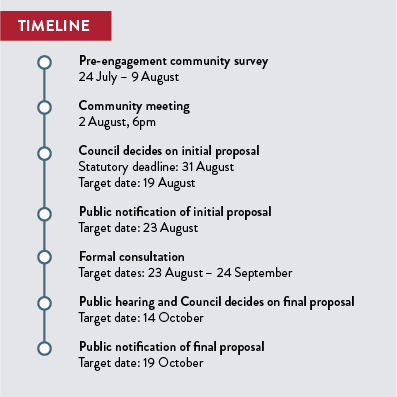 TIMELINE
Pre-engagement community survey
24 July – 9 August
Community meeting
2 August, 6pm
Council decides on initial proposal
Statutory deadline: 31 August
Target date: 19 August
Public notification of initial proposal
Target date: 23 August
Formal consultation
Target dates: 23 August – 24 September
Public hearing and Council decides on final proposal
Target date: 14 October
Public notification of final proposal
Target date: 19 October